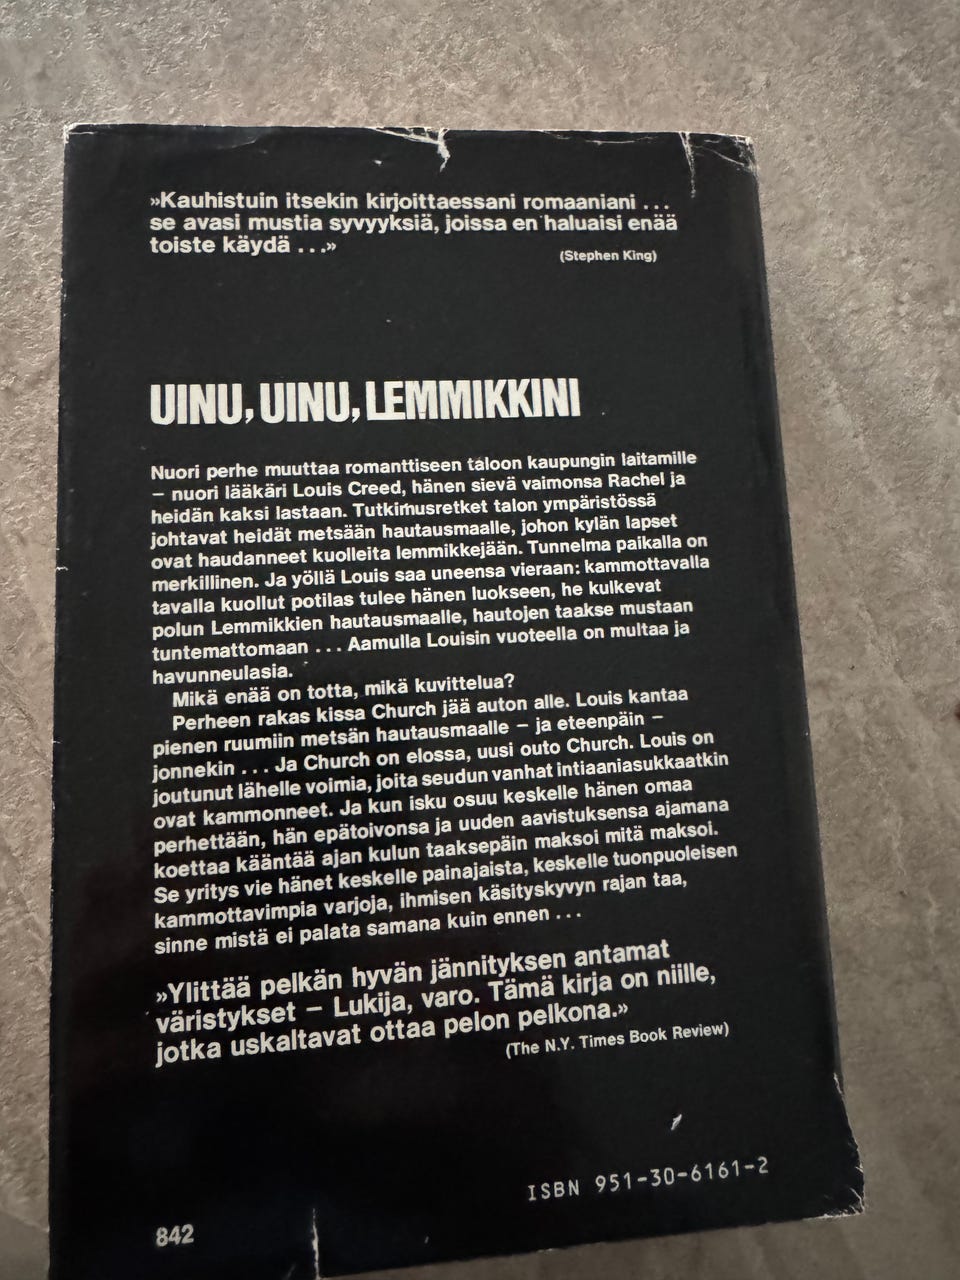 »Kauhistuin itsekin kirjoittaessani romaaniani ...
se avasi mustia syvyyksiä, joissa en haluaisi enää
toiste käydä ...»
(Stephen King)
UINU, UINU, LEMMIKKINI
Nuori perhe muuttaa romanttiseen taloon kaupungin laitamille
– nuori lääkäri Louis Creed, hänen sievä vaimonsa Rachel ja
heidän kaksi lastaan. Tutkimusretket talon ympäristössä
johtavat heidät metsään hautausmaalle, johon kylän lapset
ovat haudanneet kuolleita lemmikkejään. Tunnelma paikalla on
merkillinen. Ja yöllä Louis saa uneensa vieraan: kammottavalla
tavalla kuollut potilas tulee hänen luokseen, he kulkevat
polun Lemmikkien hautausmaalle, hautojen taakse mustaan
tuntemattomaan ... Aamulla Louisin vuoteella on multaa ja
havunneulasia.
Mikä enää on totta, mikä kuvittelua?
Perheen rakas kissa Church jää auton alle. Louis kantaa
pienen ruumiin metsän hautausmaalle – ja eteenpäin –
jonnekin ... Ja Church on elossa, uusi outo Church. Louis on
joutunut lähelle voimia, joita seudun vanhat intiaaniasukkaatkin
ovat kammonneet. Ja kun isku osuu keskelle hänen omaa
perhettään, hän epätoivonsa ja uuden aavistuksensa ajamana
koettaa kääntää ajan kulun taaksepäin maksoi mitä maksoi.
Se yritys vie hänet keskelle painajaista, keskelle tuonpuoleisen
kammottavimpia varjoja, ihmisen käsityskyvyn rajan taa,
sinne mistä ei palata samana kuin ennen ...
»Ylittää pelkän hyvän jännityksen antamat
väristykset – Lukija, varo. Tämä kirja on niille,
jotka uskaltavat ottaa pelon pelkona.»
(The N.Y. Times Book Review)
ISBN 951-30-6161-2
842